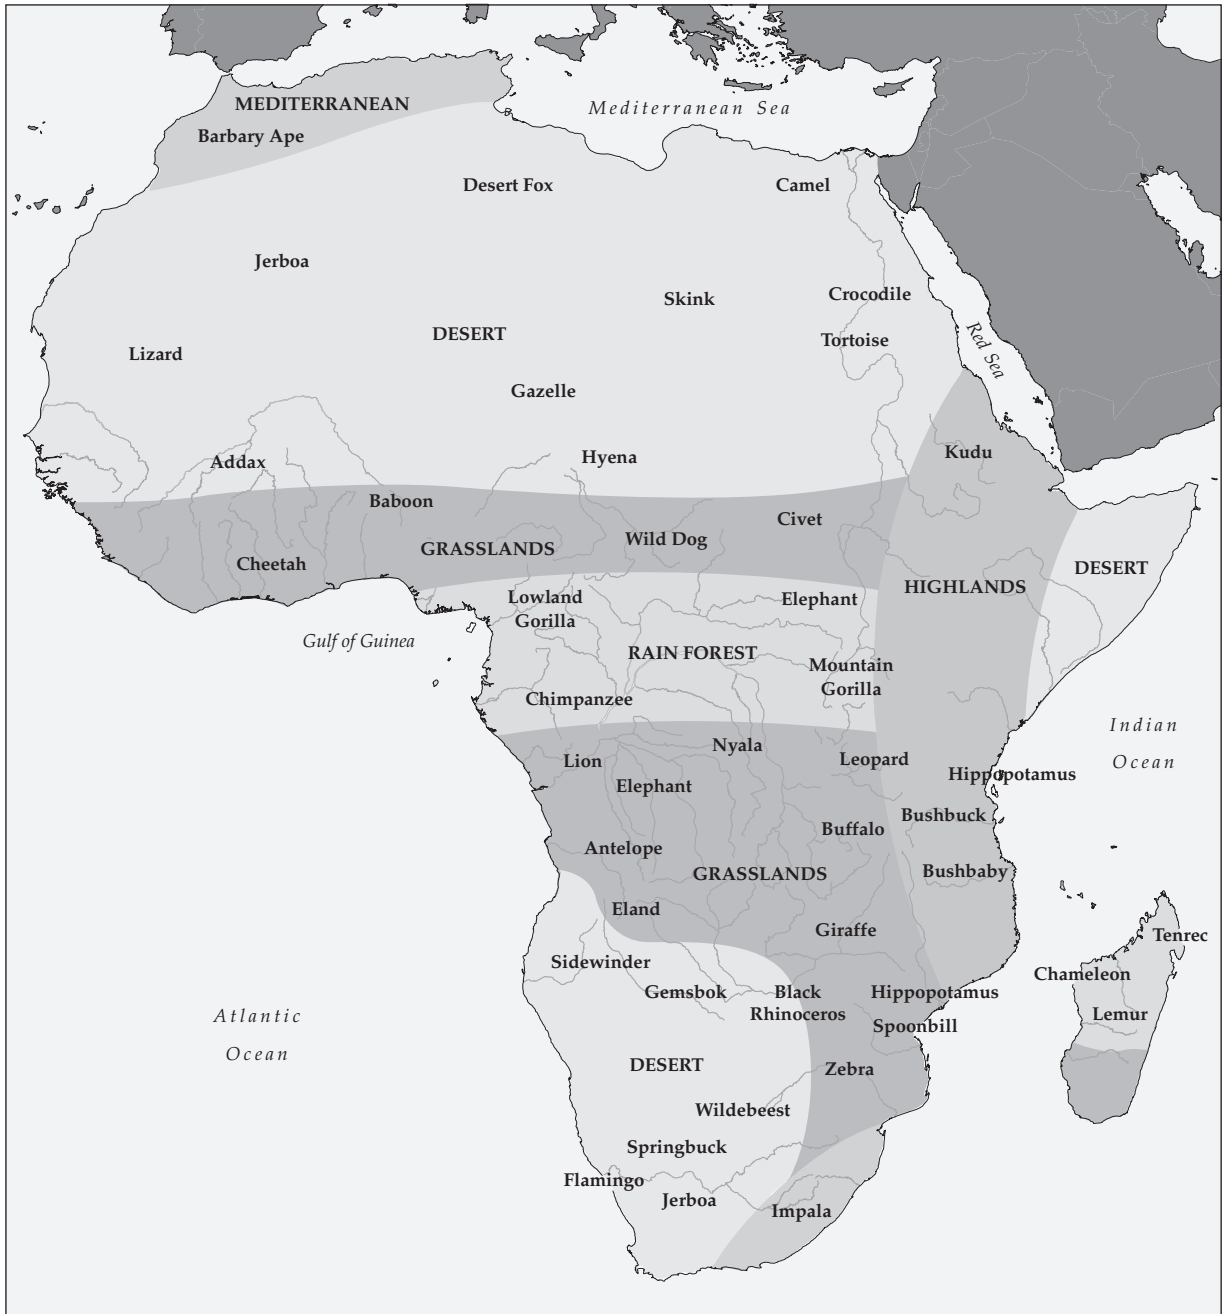 MEDITERRANEAN
Mediterranean Sea
Barbary Ape
Desert Fox
Camel
Jerboa
Crocodile
Skink
DESERT
Tortoise
Red Sea
Lizard
Gazelle
Kudu
Hyena
Addax
Baboon
Civet
Wild Dog
GRASSLANDS
Cheetah
DESERT
HIGHLANDS
Lowland
Gorilla
Elephant
Gulf of Guinea
RAIN FOREST
Mountain
Gorilla
Chimpanzee
Indian
Ocean
Nyala
Lion
Leopard
Hippopotamus
Elephant
Bushbuck
Buffalo
Antelope
GRASSLANDS
Bushbaby
Eland
Giraffe
Tenrec
Sidewinder
Chameleon
Gemsbok
Black
Rhinoceros
Hippopotamus
Lemur
Atlantic
Ocean
Spoonbill
DESERT
Zebra
Wildebeest
Springbuck
Flamingo
Jerboa
Impala